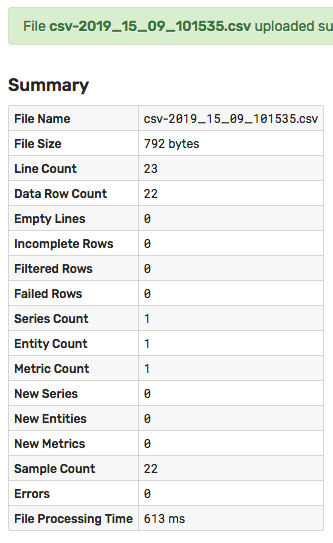 File csv-2019_15_09_101535.csv uploaded su
Summary
File Name csv-2019_15_09_101535.csv
File Size 792 bytes
Line Count 23
Data Row Count 22
Empty Lines 0
Incomplete Rows 0
Filtered Rows 0
Failed Rows 0
Series Count 1
Entity Count 1
Metric Count 1
New Series 0
New Entities 0
New Metrics 0
Sample Count 22
Errors 0
File Processing Time 613 ms